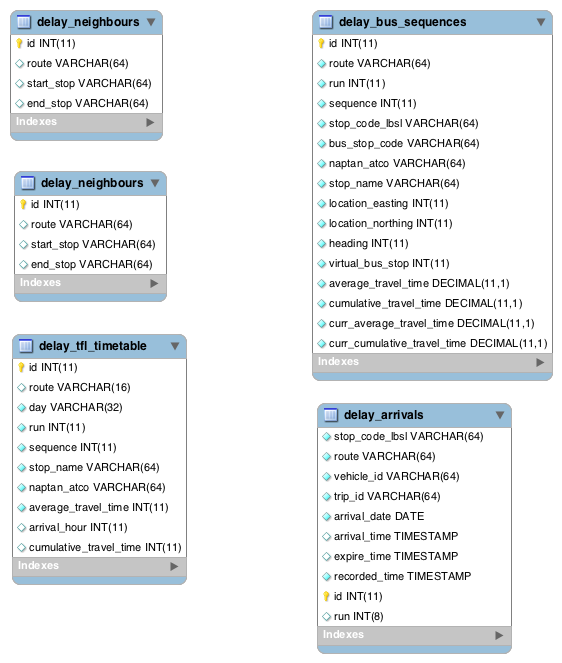 delay_neighbours
id INT(11)
route VARCHAR(64)
start_stop VARCHAR(64)
end_stop VARCHAR(64)
Indexes
delay_neighbours
id INT(11)
route VARCHAR(64)
start_stop VARCHAR(64)
end_stop VARCHAR(64)
Indexes
delay_tfl_timetable
id INT(11)
route VARCHAR(16)
day VARCHAR(32)
run INT(11)
sequence INT(11)
stop_name VARCHAR(64)
naptan_atco VARCHAR(64)
average_travel_time INT(11)
arrival_hour INT(11)
cumulative_travel_time INT(11)
Indexes
delay_bus_sequences
id INT(11)
route VARCHAR(64)
run INT(11)
sequence INT(11)
stop_code_lbsl VARCHAR(64)
bus_stop_code VARCHAR(64)
naptan_atco VARCHAR(64)
stop_name VARCHAR(64)
location_easting INT(11)
location_northing INT(11)
heading INT(11)
virtual_bus_stop INT(11)
average_travel_time DECIMAL(11,1)
cumulative_travel_time DECIMAL(11,1)
curr_average_travel_time DECIMAL(11,1)
curr_cumulative_travel_time DECIMAL(11,1)
Indexes
delay_arrivals
stop_code_lbsl VARCHAR(64)
route VARCHAR(64)
vehicle_id VARCHAR(64)
trip_id VARCHAR(64)
arrival_date DATE
arrival_time TIMESTAMP
expire_time TIMESTAMP
recorded_time TIMESTAMP
id INT(11)
run INT(8)
Indexes